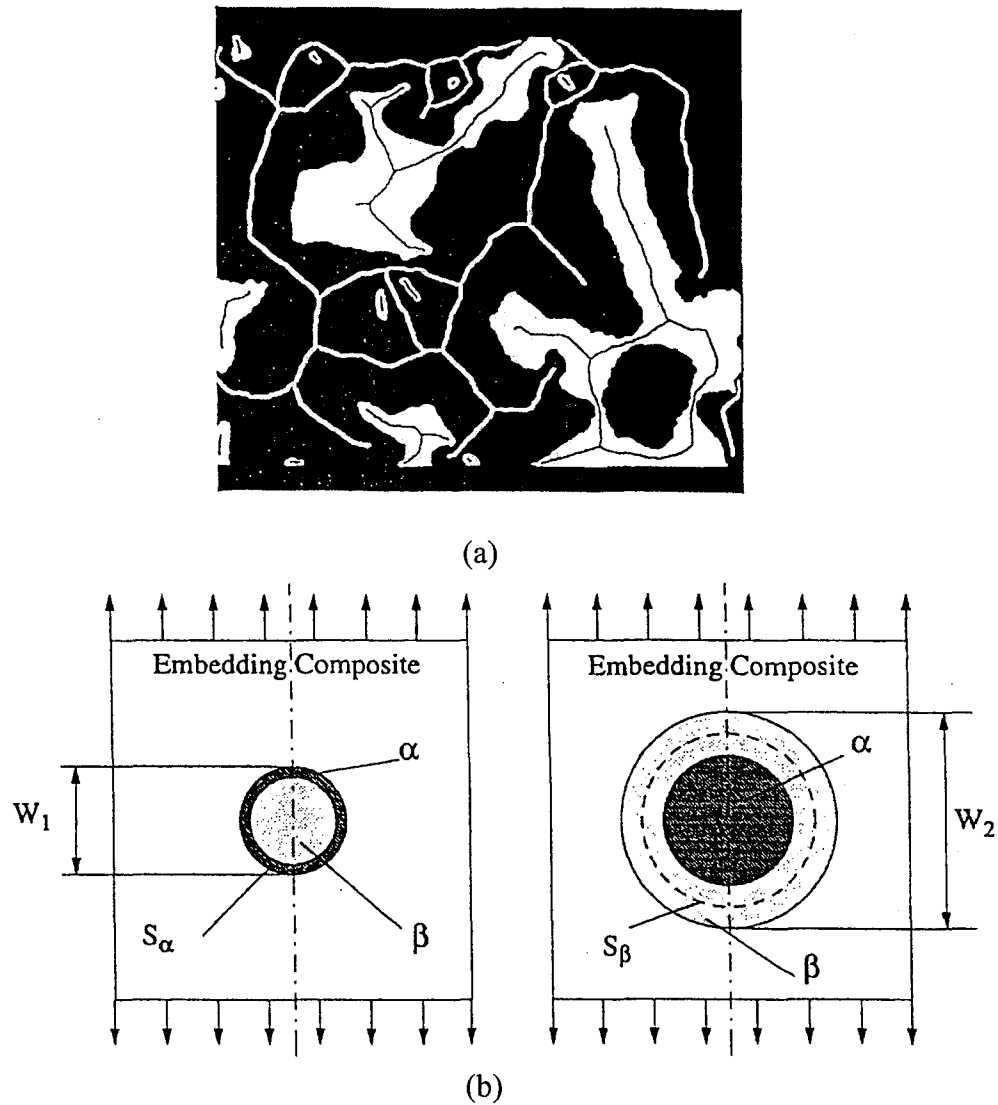 (a)
Embedding Composite
α
W₁
Sα
β
Embedding Composite
α
W₂
Sβ
β
(b)